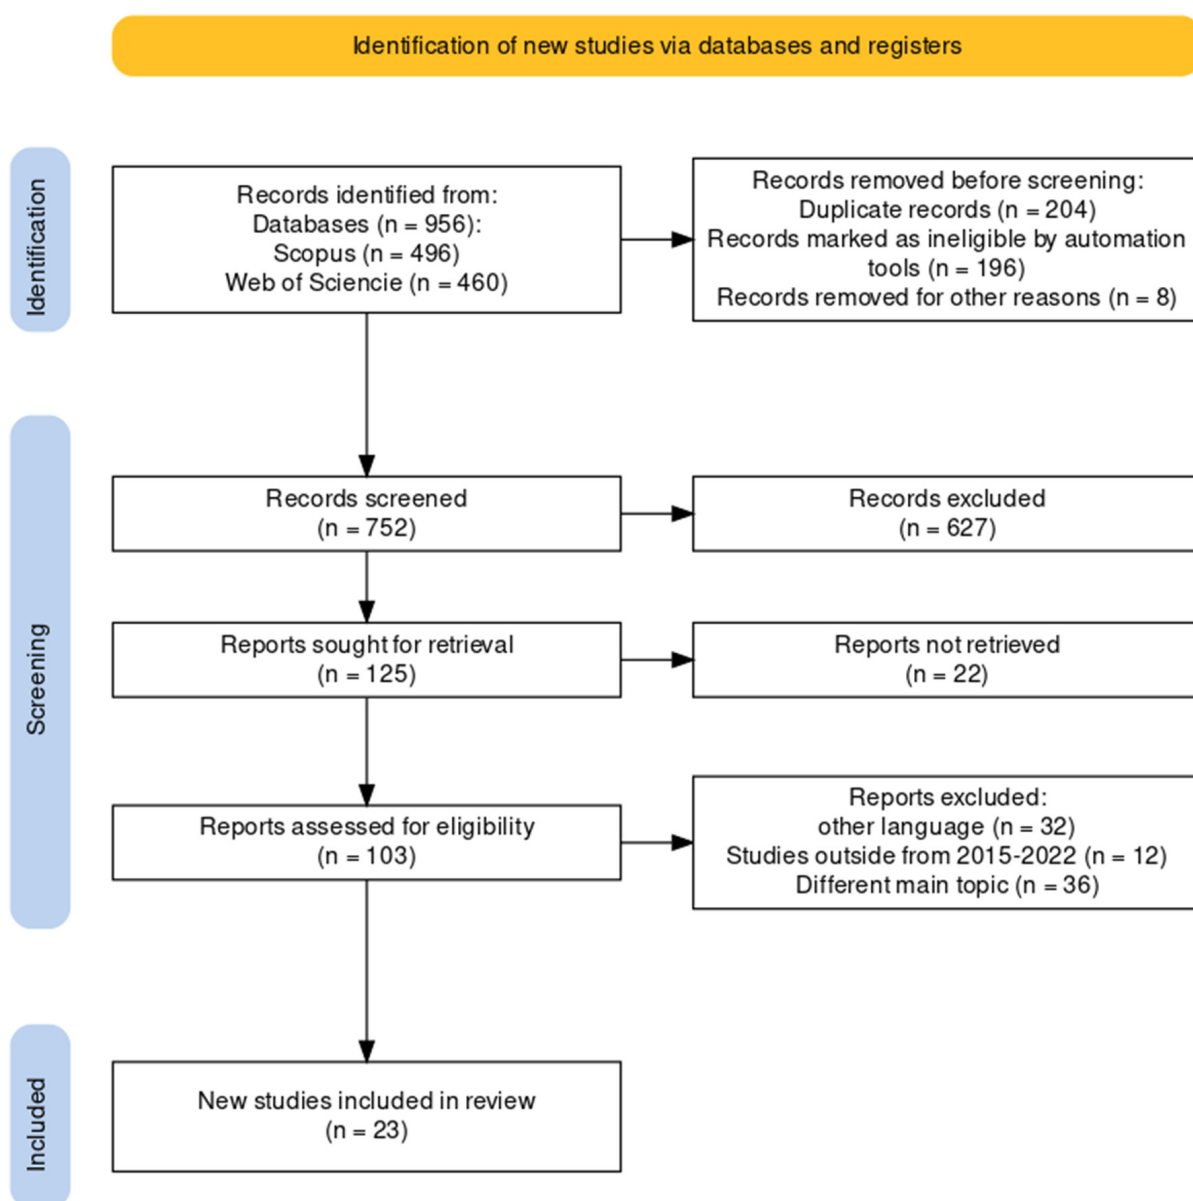 Identification of new studies via databases and registers
Identification
Records identified from:
Databases (n = 956):
Scopus (n = 496)
Web of Sciencie (n = 460)
Records removed before screening:
Duplicate records (n = 204)
Records marked as ineligible by automation
tools (n = 196)
Records removed for other reasons (n = 8)
Screening
Records screened
(n = 752)
Records excluded
(n = 627)
Reports sought for retrieval
(n = 125)
Reports not retrieved
(n = 22)
Reports assessed for eligibility
(n = 103)
Reports excluded:
other language (n = 32)
Studies outside from 2015-2022 (n = 12)
Different main topic (n = 36)
Included
New studies included in review
(n = 23)